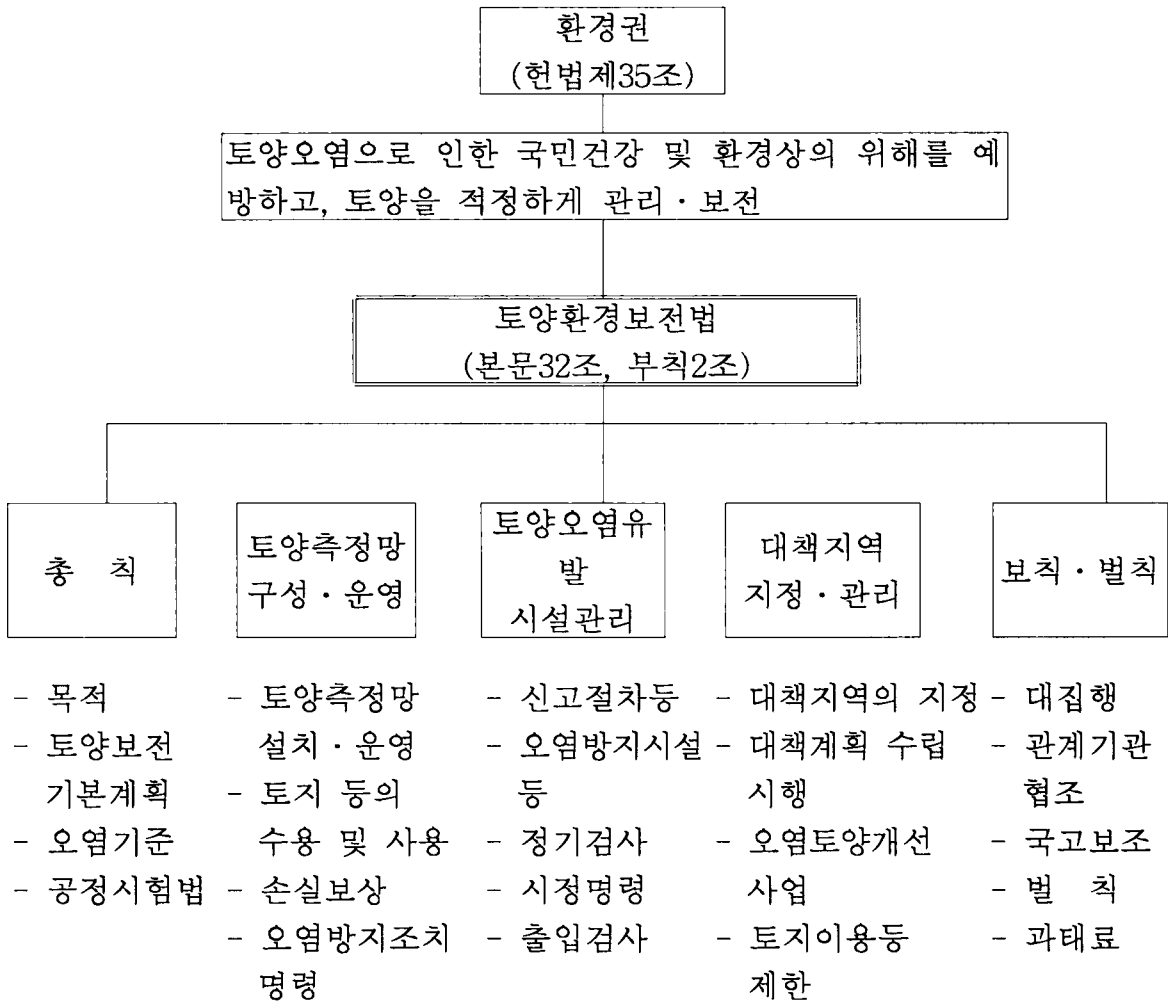 환경권
(헌법제35조)
토양오염으로 인한 국민건강 및 환경상의 위해를 예
방하고, 토양을 적정하게 관리·보전
토양환경보전법
(본문32조, 부칙2조)
총 칙
- 목적
- 토양보전
기본계획
- 오염기준
- 공정시험법
토양측정망
구성·운영
- 토양측정망
설치·운영
- 토지 등의
수용 및 사용
- 손실보상
- 오염방지조치
명령
토양오염유
발
시설관리
- 신고절차등
- 오염방지시설
등
- 정기검사
- 시정명령
- 출입검사
대책지역
지정·관리
- 대책지역의 지정
- 대책계획 수립
시행
- 오염토양개선
사업
- 토지이용등
제한
보칙·벌칙
- 대집행
- 관계기관
협조
- 국고보조
- 벌 칙
- 과태료